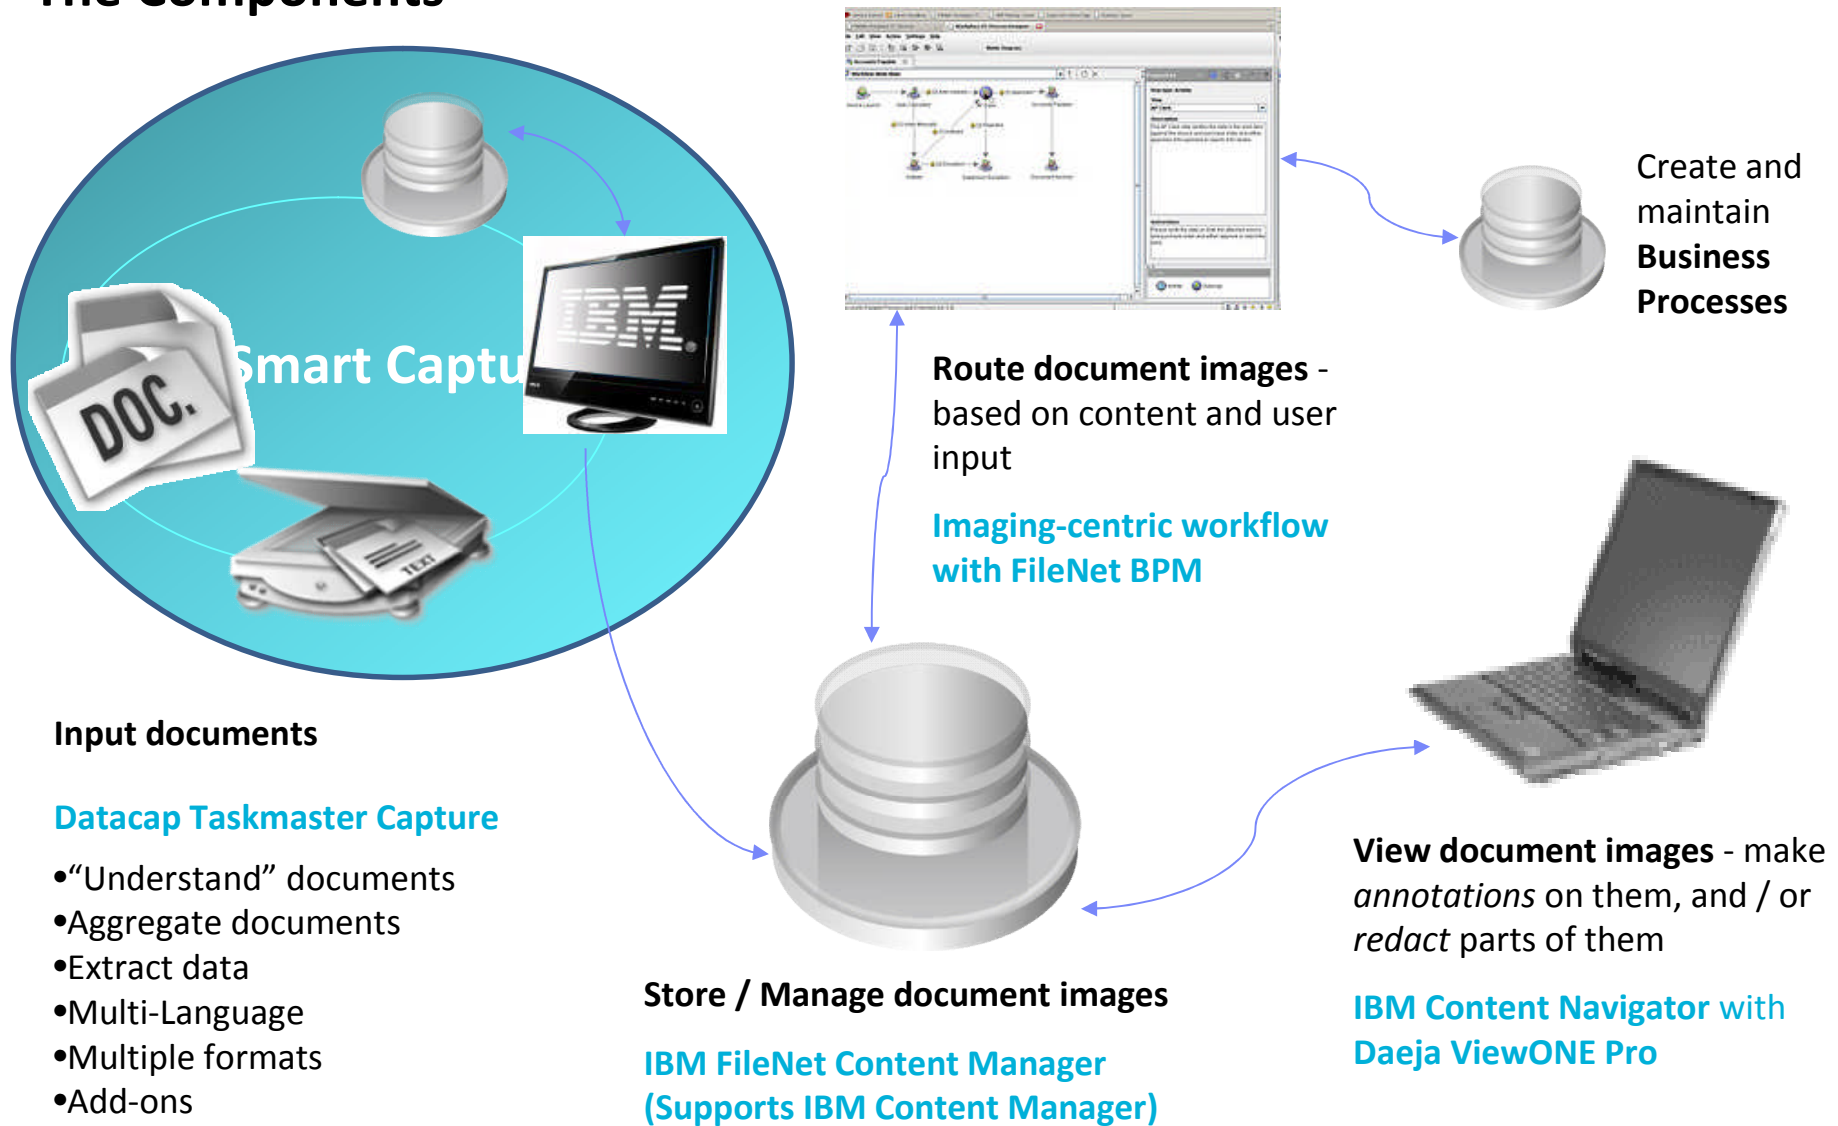 The Components
Smart Captu
DOC.
IBM.
TEXT
Create and
maintain
Business
Processes
Route document images -
based on content and user
input
Imaging-centric workflow
with FileNet BPM
Input documents
Datacap Taskmaster Capture
•“Understand” documents
•Aggregate documents
•Extract data
•Multi-Language
•Multiple formats
•Add-ons
Store / Manage document images
IBM FileNet Content Manager
(Supports IBM Content Manager)
View document images - make
annotations on them, and / or
redact parts of them
IBM Content Navigator with
Daeja ViewONE Pro